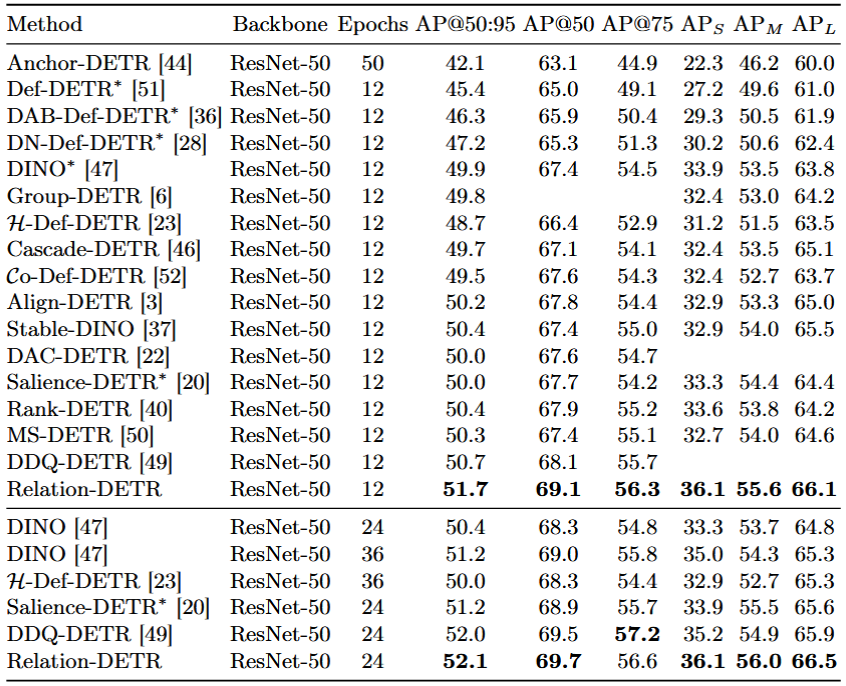 Method Backbone Epochs AP@50:95 AP@50 AP@75 AP_S AP_M AP_L
Anchor-DETR [44] ResNet-50 50 42.1 63.1 44.9 22.3 46.2 60.0
Def-DETR* [51] ResNet-50 12 45.4 65.0 49.1 27.2 49.6 61.0
DAB-Def-DETR* [36] ResNet-50 12 46.3 65.9 50.4 29.3 50.5 61.9
DN-Def-DETR* [28] ResNet-50 12 47.2 65.3 51.3 30.2 50.6 62.4
DINO* [47] ResNet-50 12 49.9 67.4 54.5 33.9 53.5 63.8
Group-DETR [6] ResNet-50 12 49.8 32.4 53.0 64.2
ℋ-Def-DETR [23] ResNet-50 12 48.7 66.4 52.9 31.2 51.5 63.5
Cascade-DETR [46] ResNet-50 12 49.7 67.1 54.1 32.4 53.5 65.1
𝒞o-Def-DETR [52] ResNet-50 12 49.5 67.6 54.3 32.4 52.7 63.7
Align-DETR [3] ResNet-50 12 50.2 67.8 54.4 32.9 53.3 65.0
Stable-DINO [37] ResNet-50 12 50.4 67.4 55.0 32.9 54.0 65.5
DAC-DETR [22] ResNet-50 12 50.0 67.6 54.7
Salience-DETR* [20] ResNet-50 12 50.0 67.7 54.2 33.3 54.4 64.4
Rank-DETR [40] ResNet-50 12 50.4 67.9 55.2 33.6 53.8 64.2
MS-DETR [50] ResNet-50 12 50.3 67.4 55.1 32.7 54.0 64.6
DDQ-DETR [49] ResNet-50 12 50.7 68.1 55.7
Relation-DETR ResNet-50 12 51.7 69.1 56.3 36.1 55.6 66.1
DINO [47] ResNet-50 24 50.4 68.3 54.8 33.3 53.7 64.8
DINO [47] ResNet-50 36 51.2 69.0 55.8 35.0 54.3 65.3
ℋ-Def-DETR [23] ResNet-50 36 50.0 68.3 54.4 32.9 52.7 65.3
Salience-DETR* [20] ResNet-50 24 51.2 68.9 55.7 33.9 55.5 65.6
DDQ-DETR [49] ResNet-50 24 52.0 69.5 57.2 35.2 54.9 65.9
Relation-DETR ResNet-50 24 52.1 69.7 56.6 36.1 56.0 66.5